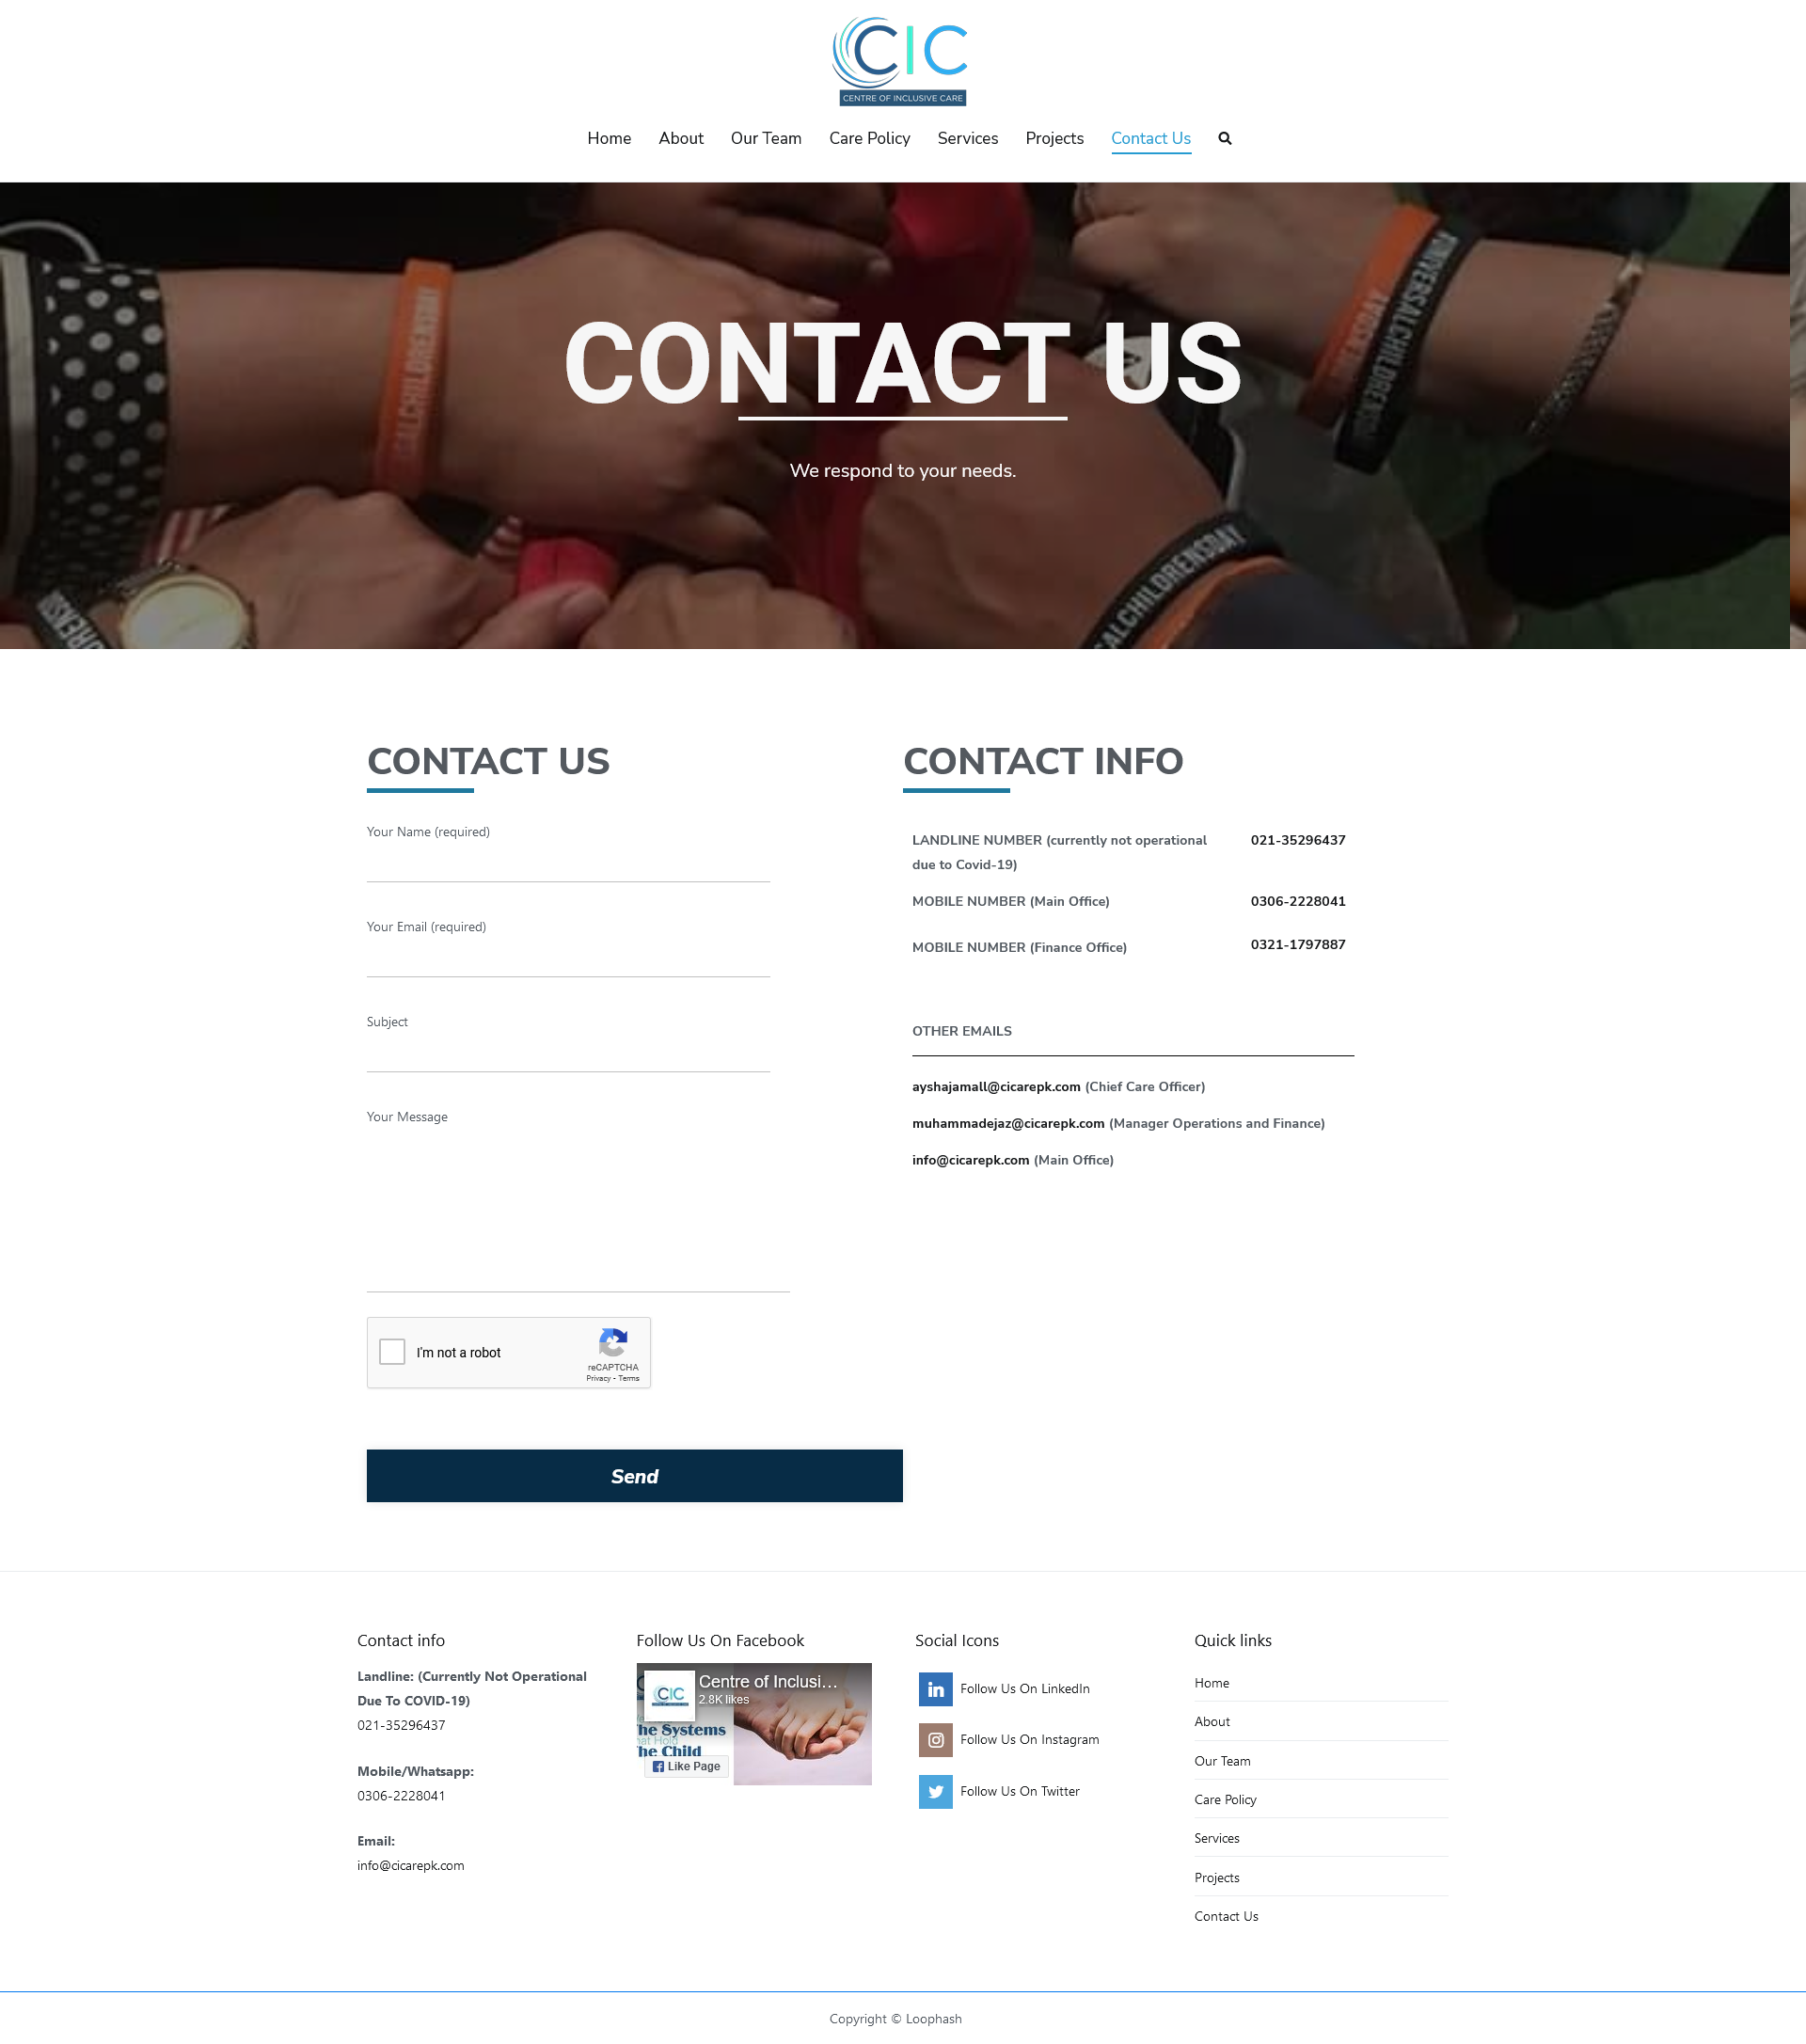 CIC
CENTRE OF INCLUSIVE CARE
Home About Our Team Care Policy Services Projects Contact Us
UNIVERSALCHILDRENSDAY
CONTACT US
We respond to your needs.
CONTACT US
Your Name (required)
Your Email (required)
Subject
Your Message
I'm not a robot
reCAPTCHA
Privacy - Terms
Send
CONTACT INFO
LANDLINE NUMBER (currently not operational
due to Covid-19)
021-35296437
MOBILE NUMBER (Main Office)
0306-2228041
MOBILE NUMBER (Finance Office)
0321-1797887
OTHER EMAILS
ayshajamall@cicarepk.com (Chief Care Officer)
muhammadejaz@cicarepk.com (Manager Operations and Finance)
info@cicarepk.com (Main Office)
Contact info
Landline: (Currently Not Operational
Due To COVID-19)
021-35296437
Mobile/Whatsapp:
0306-2228041
Email:
info@cicarepk.com
Follow Us On Facebook
CIC
Centre of Inclusi…
2.8K likes
The Systems
that Hold
The Child
Like Page
Social Icons
Follow Us On LinkedIn
Follow Us On Instagram
Follow Us On Twitter
Quick links
Home
About
Our Team
Care Policy
Services
Projects
Contact Us
Copyright © Loophash